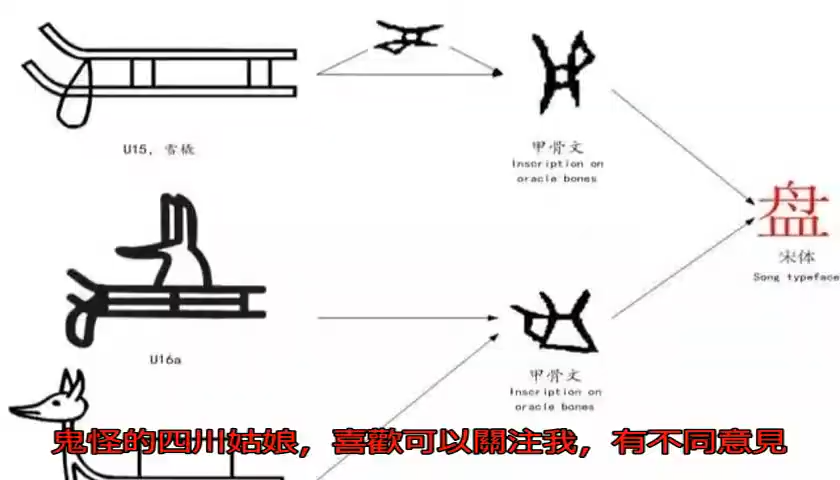 U15, 雪橇
甲骨文
Inscription on
oracle bones
盘
宋体
Song typeface
U16a
甲骨文
Inscription on
oracle bones
鬼怪的四川姑娘，喜歡可以關注我，有不同意見